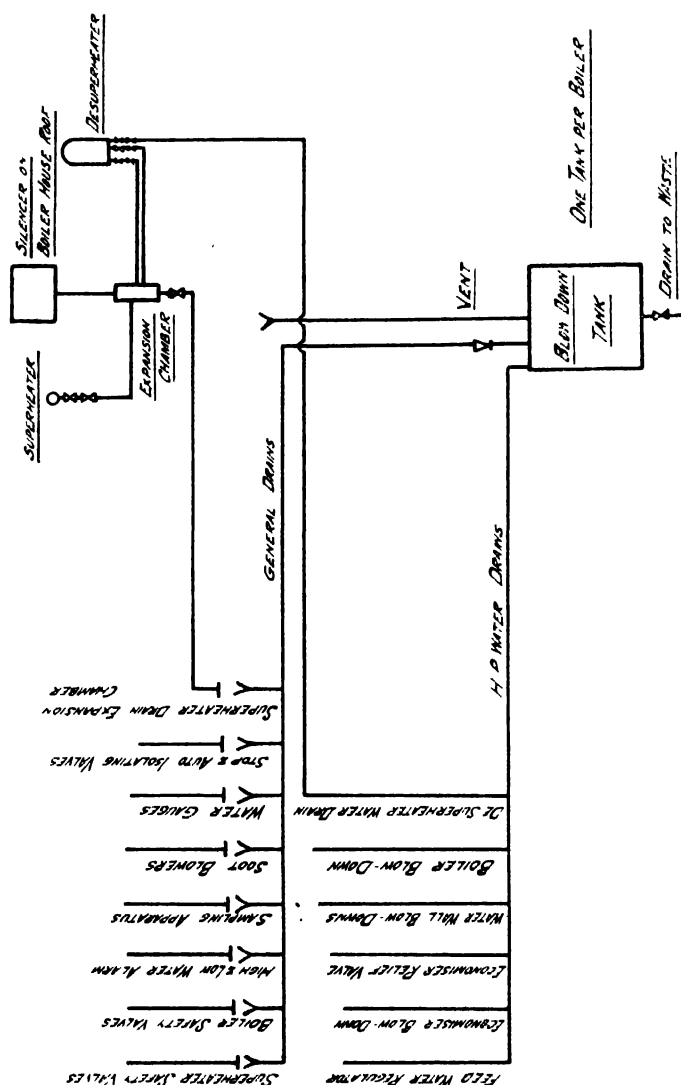 SUPERHEATER
SILENCER ON
BOILER HOUSE ROOF
DESUPERHEATER
EXPANSION
CHAMBER
GENERAL DRAINS
VENT
H P WATER DRAINS
BLOW DOWN
TANK
ONE TANK PER BOILER
DRAIN TO WASTE
SUPERHEATER SAFETY VALVES
BOILER SAFETY VALVES
HIGH & LOW WATER ALARM
SAMPLING APPARATUS
SOOT BLOWERS
WATER GAUGES
STOP & AUTO ISOLATING VALVES
SUPERHEATER DRAIN EXPANSION
CHAMBER
FEED WATER REGULATOR
ECONOMISER BLOW-DOWN
ECONOMISER RELIEF VALVE
WATER WALL BLOW-DOWNS
BOILER BLOW-DOWN
DE SUPERHEATER WATER DRAIN